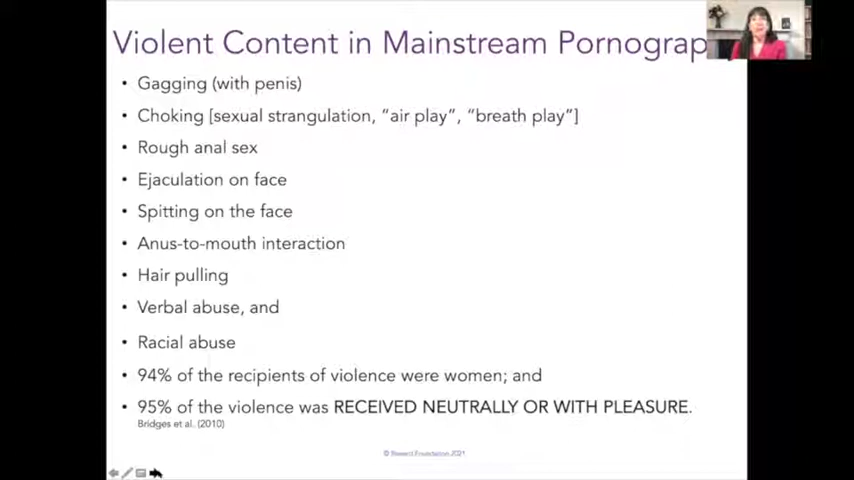 Violent Content in Mainstream Pornograp
• Gagging (with penis)
• Choking [sexual strangulation, “air play”, “breath play”]
• Rough anal sex
• Ejaculation on face
• Spitting on the face
• Anus-to-mouth interaction
• Hair pulling
• Verbal abuse, and
• Racial abuse
• 94% of the recipients of violence were women; and
• 95% of the violence was RECEIVED NEUTRALLY OR WITH PLEASURE.
Bridges et al. (2010)
© Reward Foundation 2021